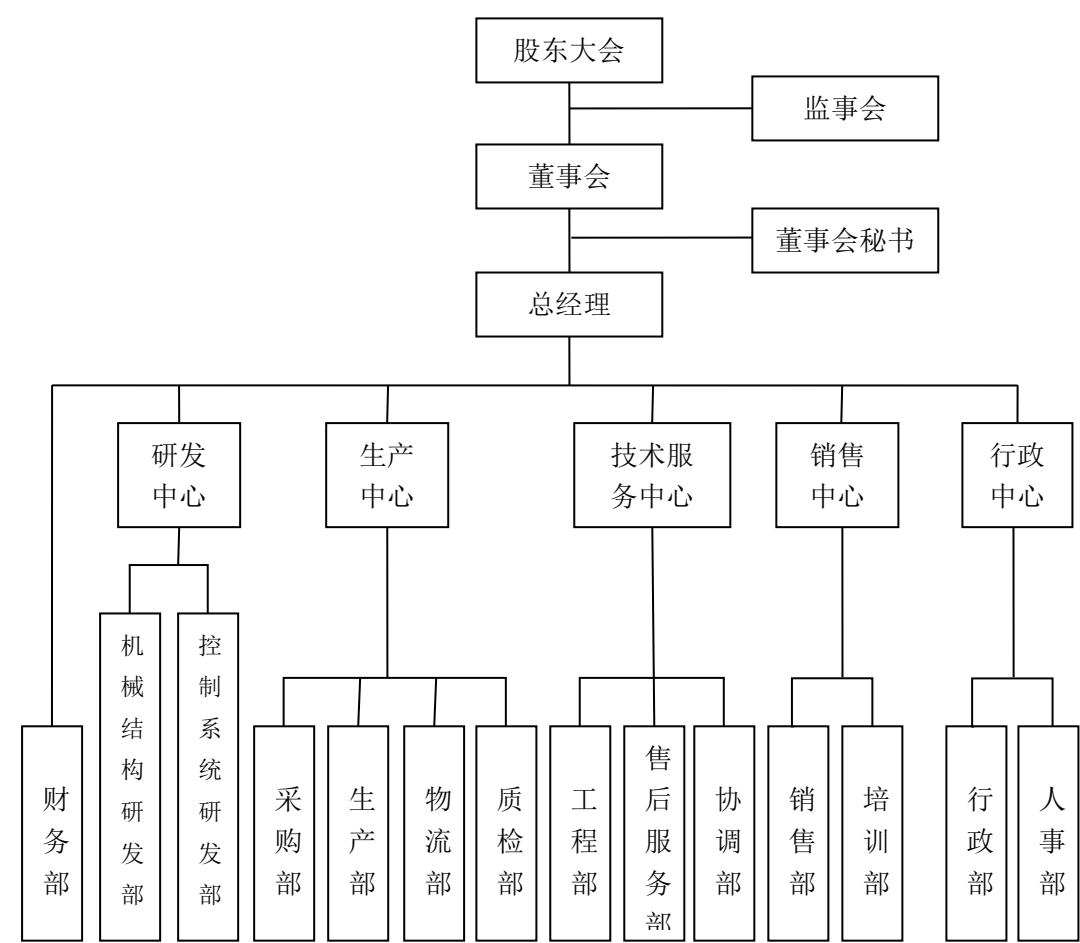 股东大会
监事会
董事会
董事会秘书
总经理
研发
中心
生产
中心
技术服
务中心
销售
中心
行政
中心
财务部
机械结构研发部
控制系统研发部
采购部
生产部
物流部
质检部
工程部
售后服务部
协调部
销售部
培训部
行政部
人事部